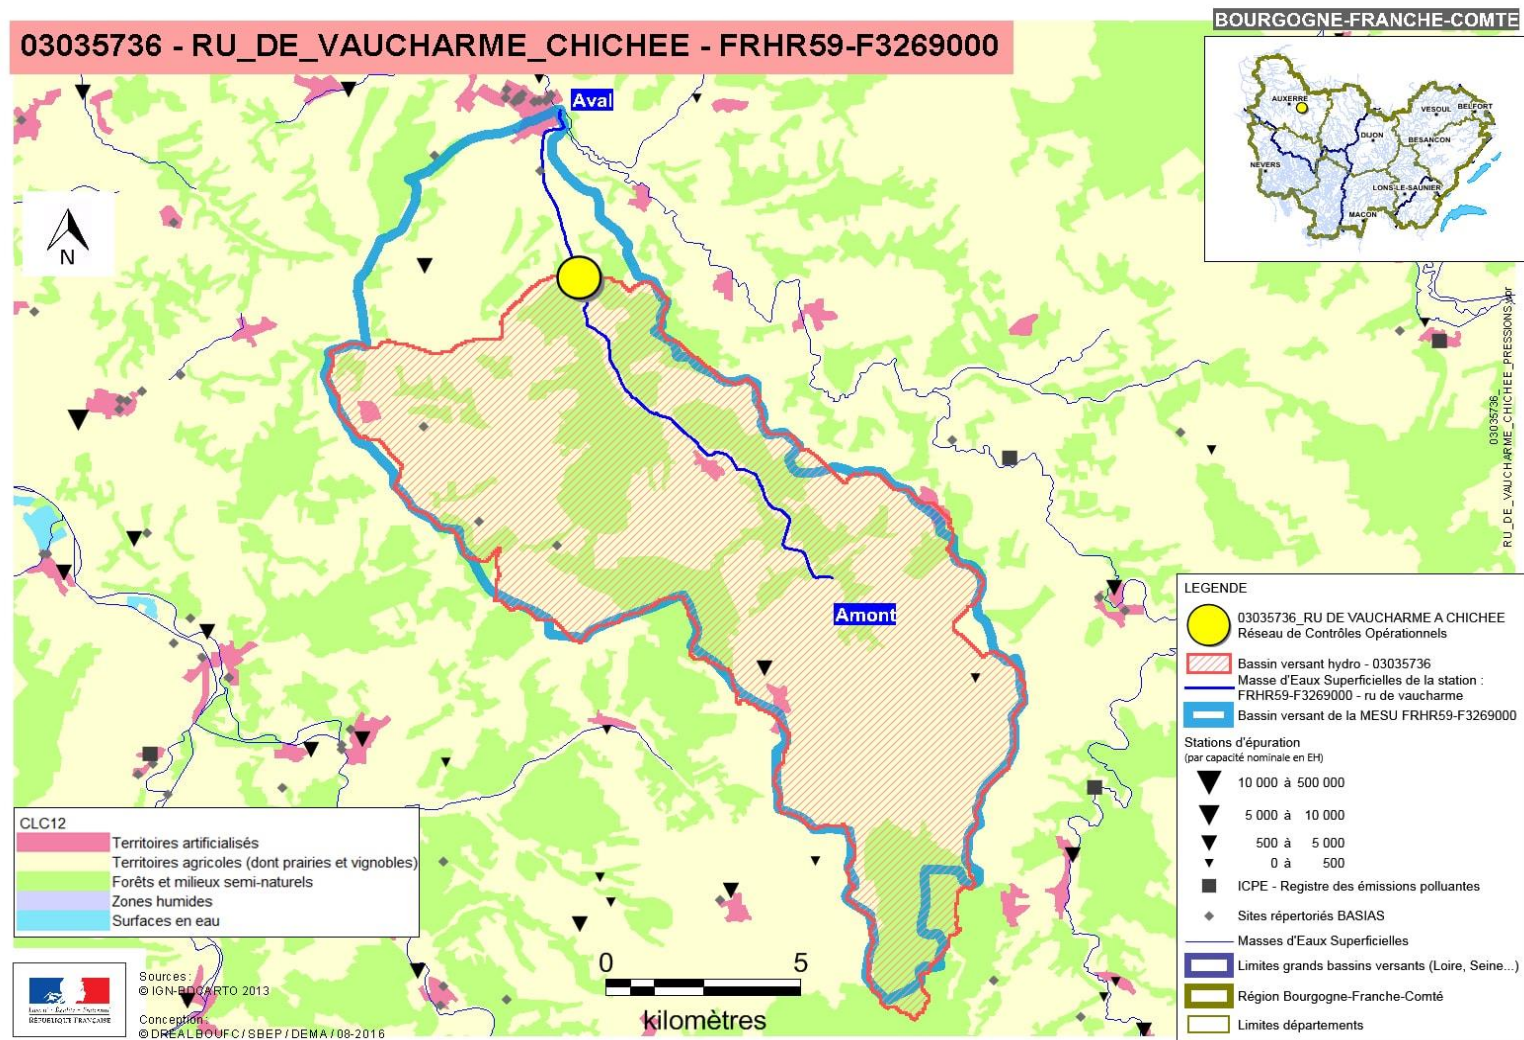 BOURGOGNE-FRANCHE-COMTE
03035736 - RU_DE_VAUCHARME_CHICHEE - FRHR59-F3269000
AUXERRE
VESOUL
BELFORT
DIJON
BESANCON
NEVERS
LONS-LE-SAUNIER
MACON
Aval
N
Amont
03035736_
RU_DE_VAUCHARME_CHICHEE_PRESSIONS.wor
LEGENDE
03035736_RU DE VAUCHARME A CHICHEE
Réseau de Contrôles Opérationnels
Bassin versant hydro - 03035736
Masse d'Eaux Superficielles de la station :
FRHR59-F3269000 - ru de vaucharme
Bassin versant de la MESU FRHR59-F3269000
Stations d'épuration
(par capacité nominale en EH)
10 000 à 500 000
5 000 à 10 000
500 à 5 000
0 à 500
ICPE - Registre des émissions polluantes
Sites répertoriés BASIAS
Masses d'Eaux Superficielles
Limites grands bassins versants (Loire, Seine...)
Région Bourgogne-Franche-Comté
Limites départements
CLC12
Territoires artificialisés
Territoires agricoles (dont prairies et vignobles)
Forêts et milieux semi-naturels
Zones humides
Surfaces en eau
Liberté • Égalité • Fraternité
RÉPUBLIQUE FRANÇAISE
Sources :
© IGN-BDCARTO 2013
Conception :
© DREALBOUFC / SBEP / DEMA / 08-2016
0 5
kilomètres